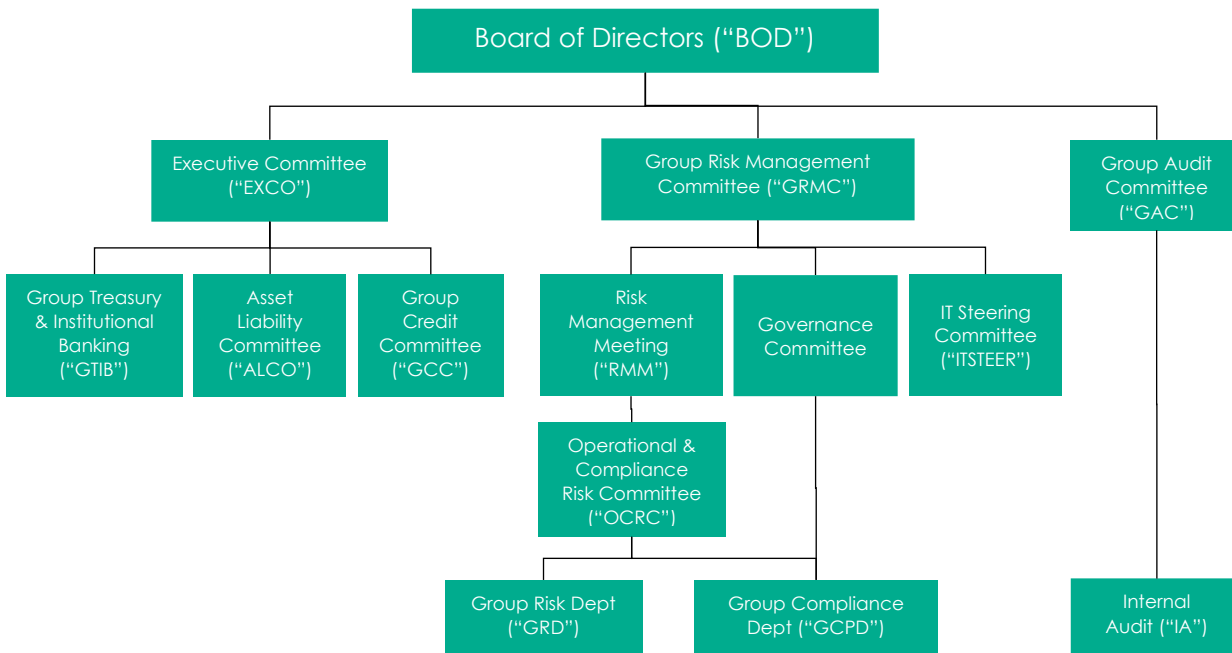 Board of Directors (“BOD”)
Executive Committee
(“EXCO”)
Group Risk Management
Committee (“GRMC”)
Group Audit
Committee
(“GAC”)
Group Treasury
& Institutional
Banking
(“GTIB”)
Asset
Liability
Committee
(“ALCO”)
Group
Credit
Committee
(“GCC”)
Risk
Management
Meeting
(“RMM”)
Governance
Committee
IT Steering
Committee
(“ITSTEER”)
Operational &
Compliance
Risk Committee
(“OCRC”)
Group Risk Dept
(“GRD”)
Group Compliance
Dept (“GCPD”)
Internal
Audit (“IA”)